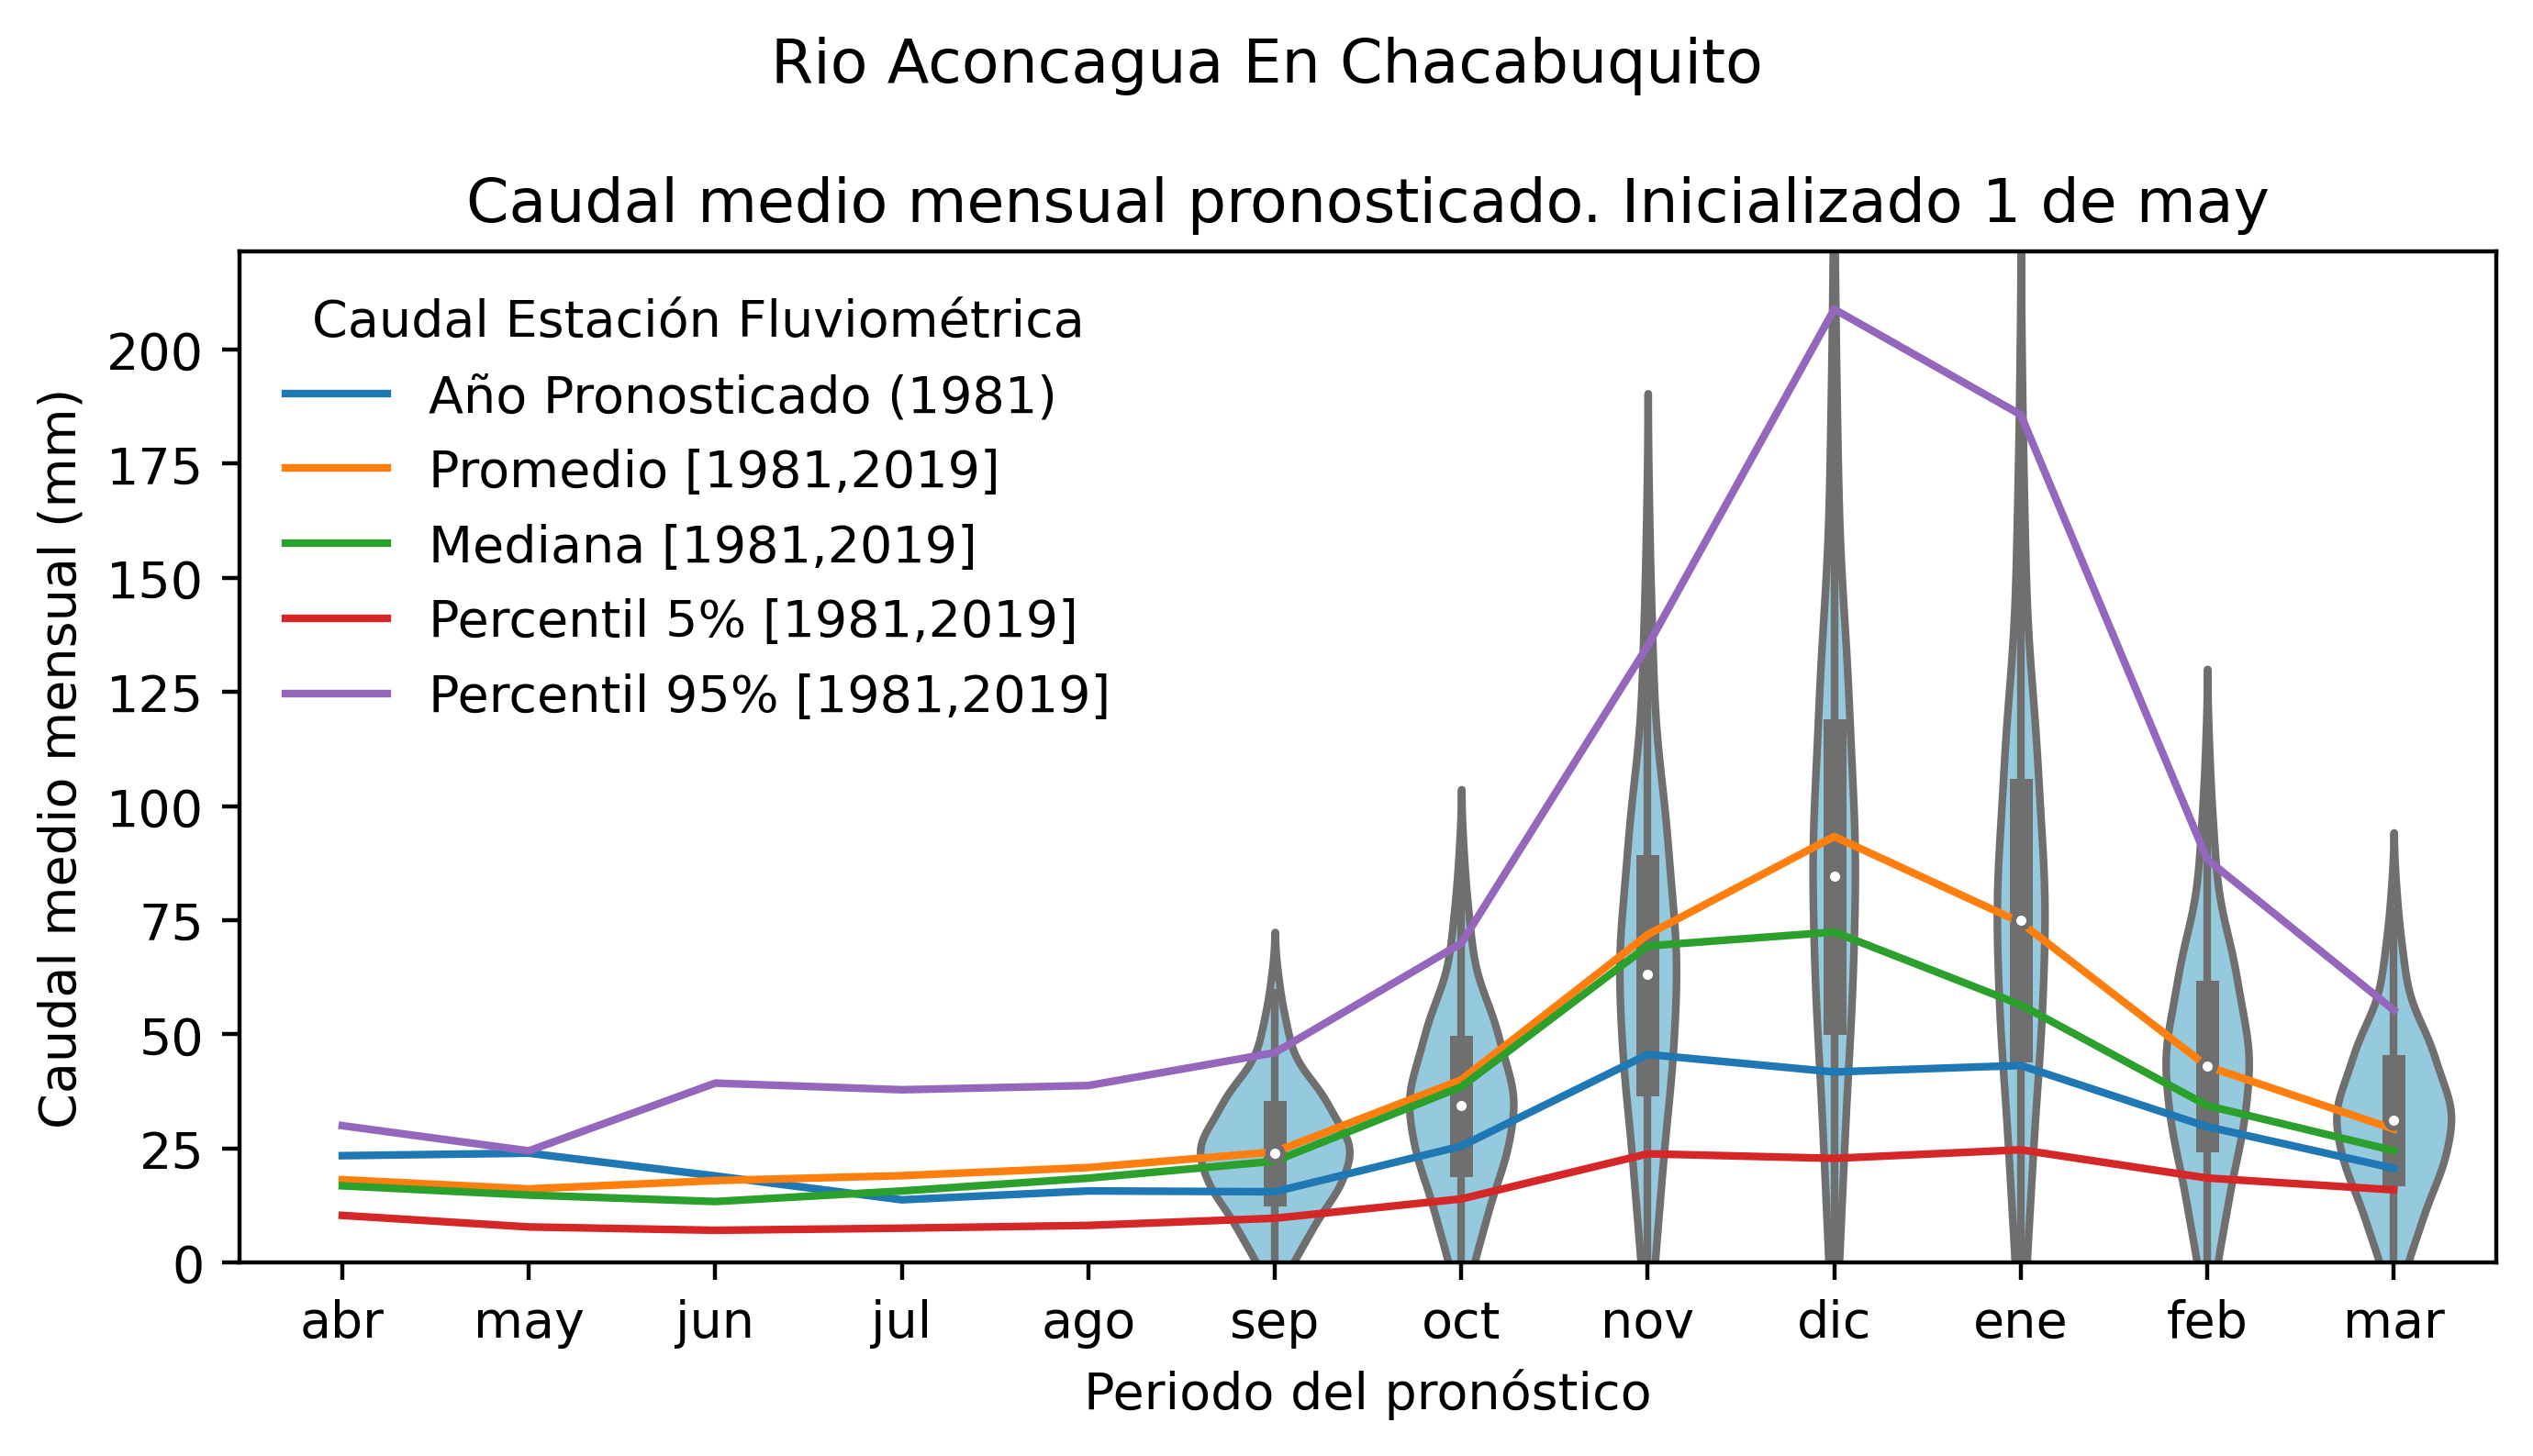 Rio Aconcagua En Chacabuquito
Caudal medio mensual pronosticado. Inicializado 1 de may
Caudal medio mensual (mm)
200
175
150
125
100
75
50
25
0
Caudal Estación Fluviométrica
Año Pronosticado (1981)
Promedio [1981,2019]
Mediana [1981,2019]
Percentil 5% [1981,2019]
Percentil 95% [1981,2019]
abr may jun jul ago sep oct nov dic ene feb mar
Periodo del pronóstico